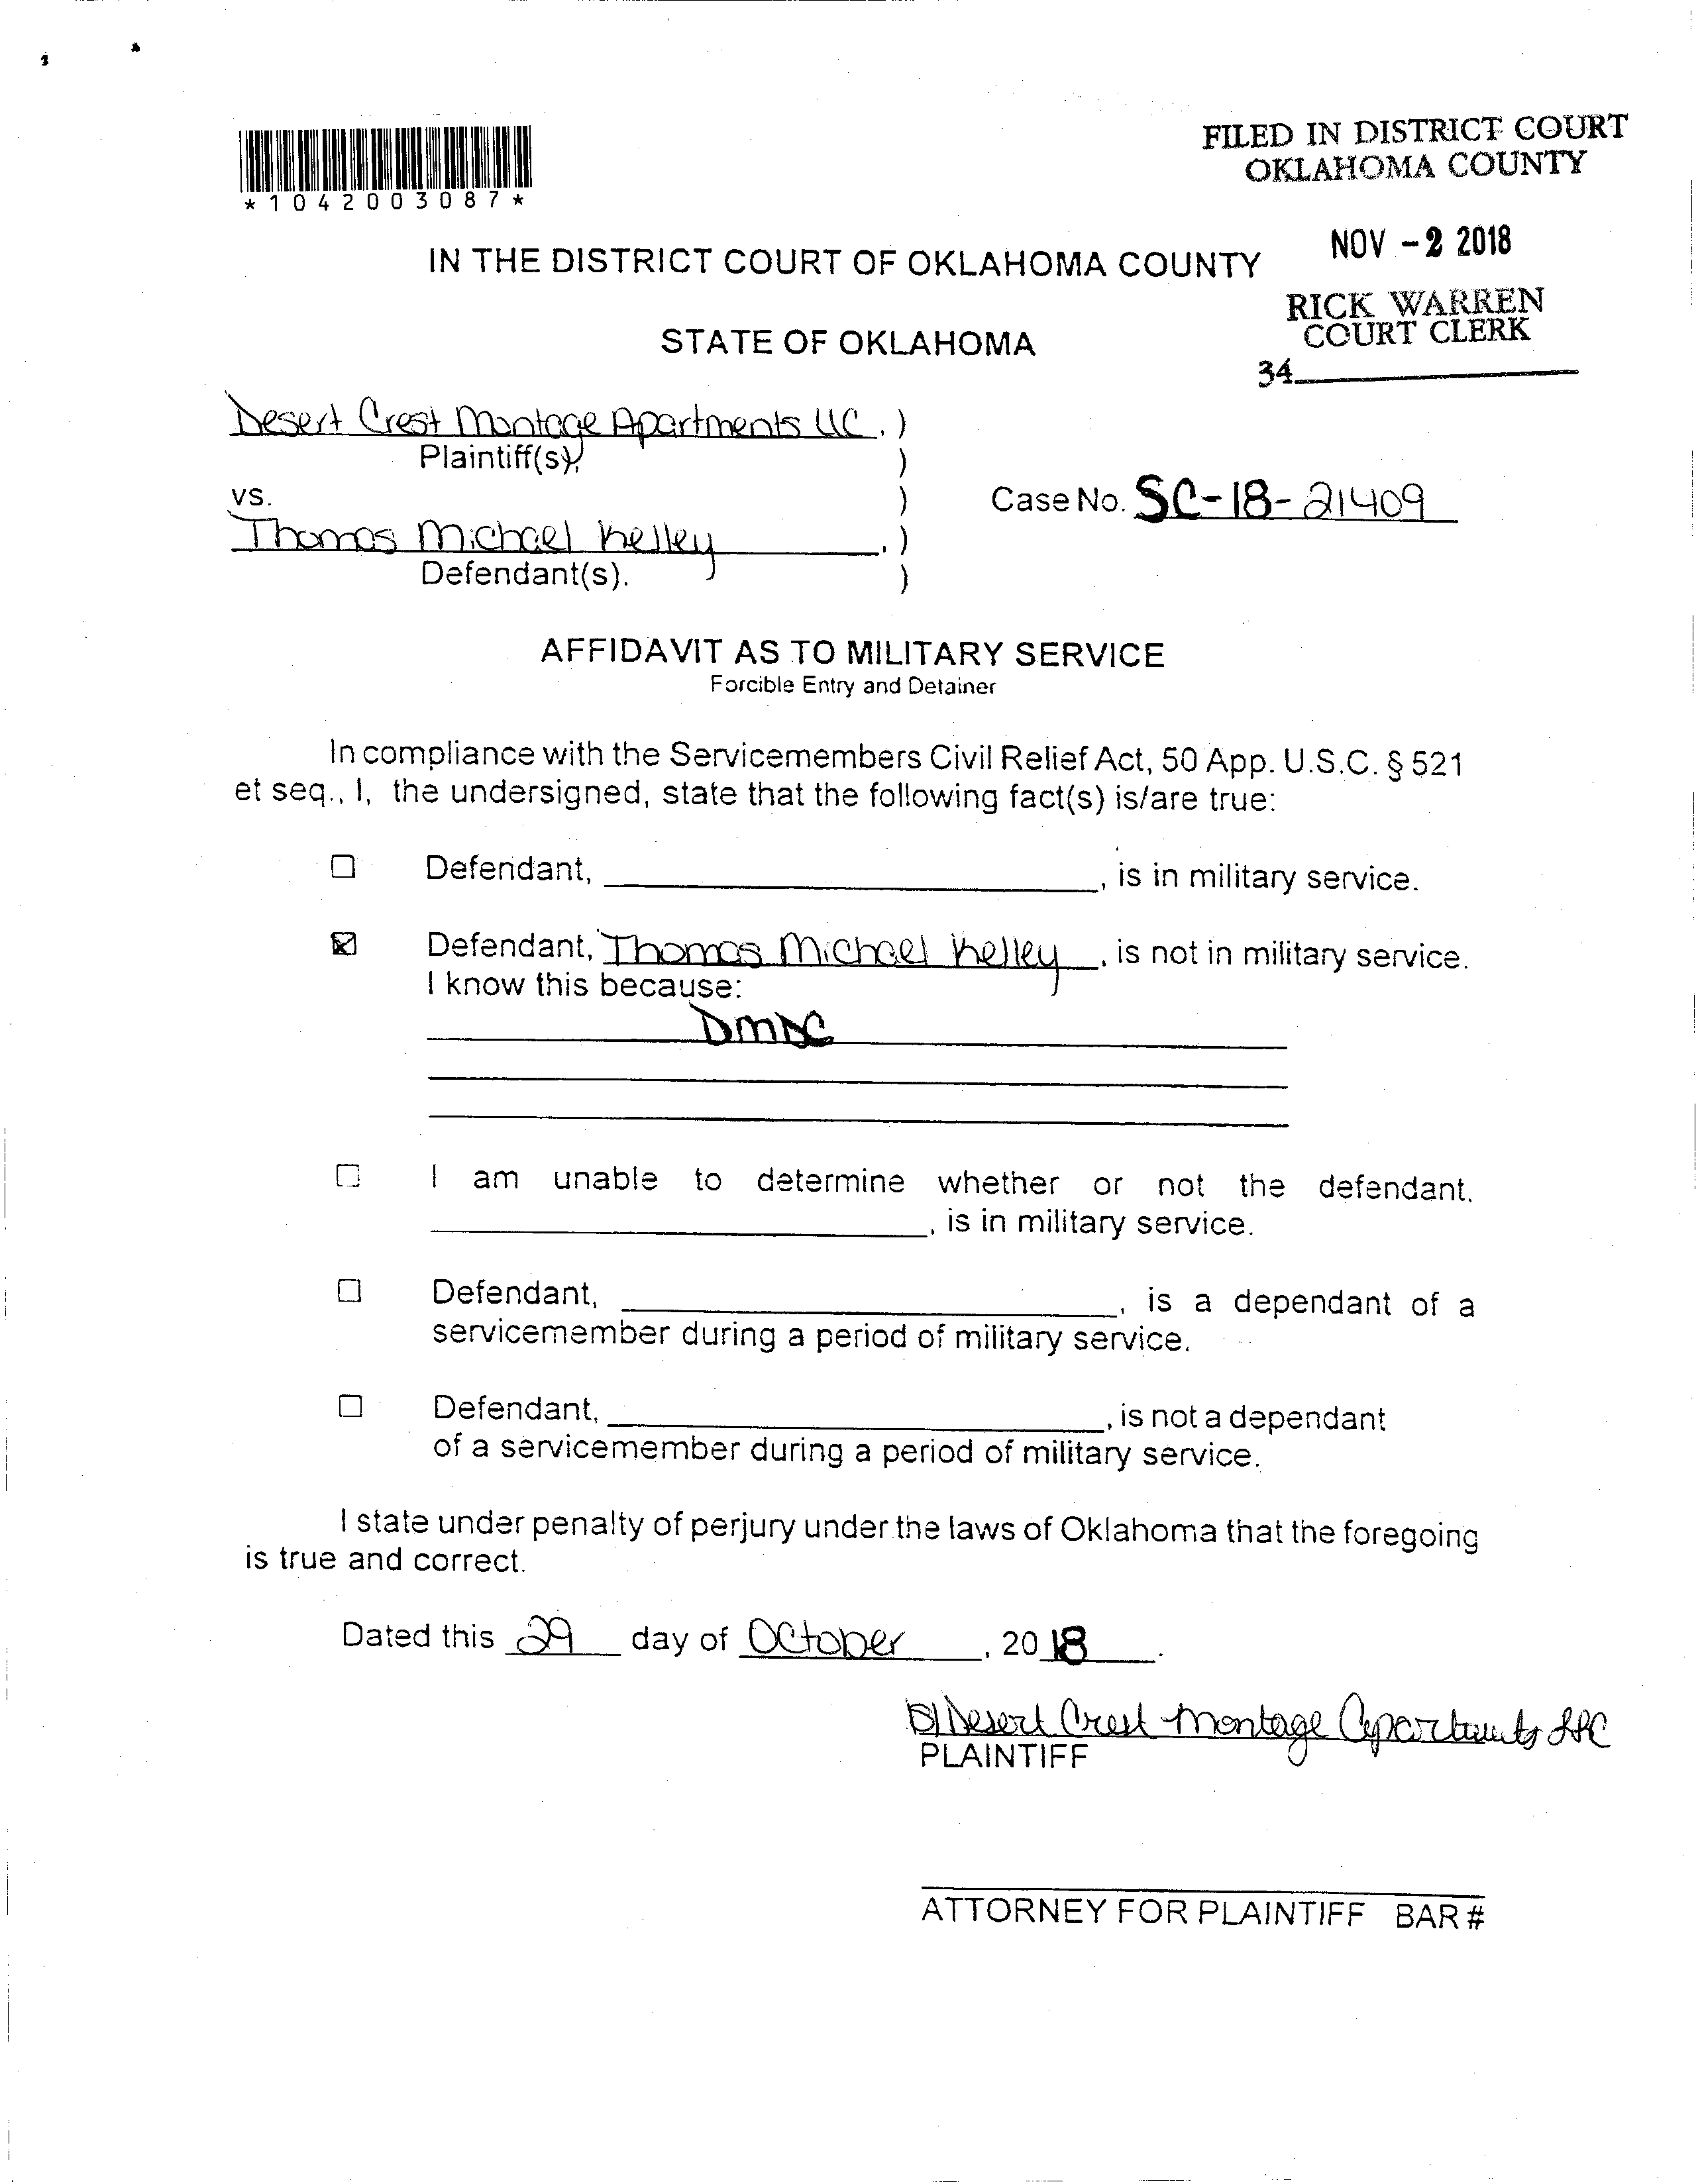 FILED IN DISTRICT COURT
OKLAHOMA COUNTY
*1042003087*
NOV - 2 2018
IN THE DISTRICT COURT OF OKLAHOMA COUNTY
RICK WARREN
COURT CLERK
STATE OF OKLAHOMA
34
Desert Crest Montage Apartments LLC, )
Plaintiff(s), )
vs. ) Case No. SC-18-21409
Thomas Michael Kelley, )
Defendant(s). )
AFFIDAVIT AS TO MILITARY SERVICE
Forcible Entry and Detainer
In compliance with the Servicemembers Civil Relief Act, 50 App. U.S.C. § 521
et seq., I, the undersigned, state that the following fact(s) is/are true:
☐ Defendant, ____________________, is in military service.
☒ Defendant, Thomas Michael Kelley, is not in military service.
I know this because:
DMDC
☐ I am unable to determine whether or not the defendant,
____________________, is in military service.
☐ Defendant, ____________________, is a dependant of a
servicemember during a period of military service.
☐ Defendant, ____________________, is not a dependant
of a servicemember during a period of military service.
I state under penalty of perjury under the laws of Oklahoma that the foregoing
is true and correct.
Dated this 29 day of October, 2018.
Desert Crest Montage Apartments LLC
PLAINTIFF
ATTORNEY FOR PLAINTIFF BAR #